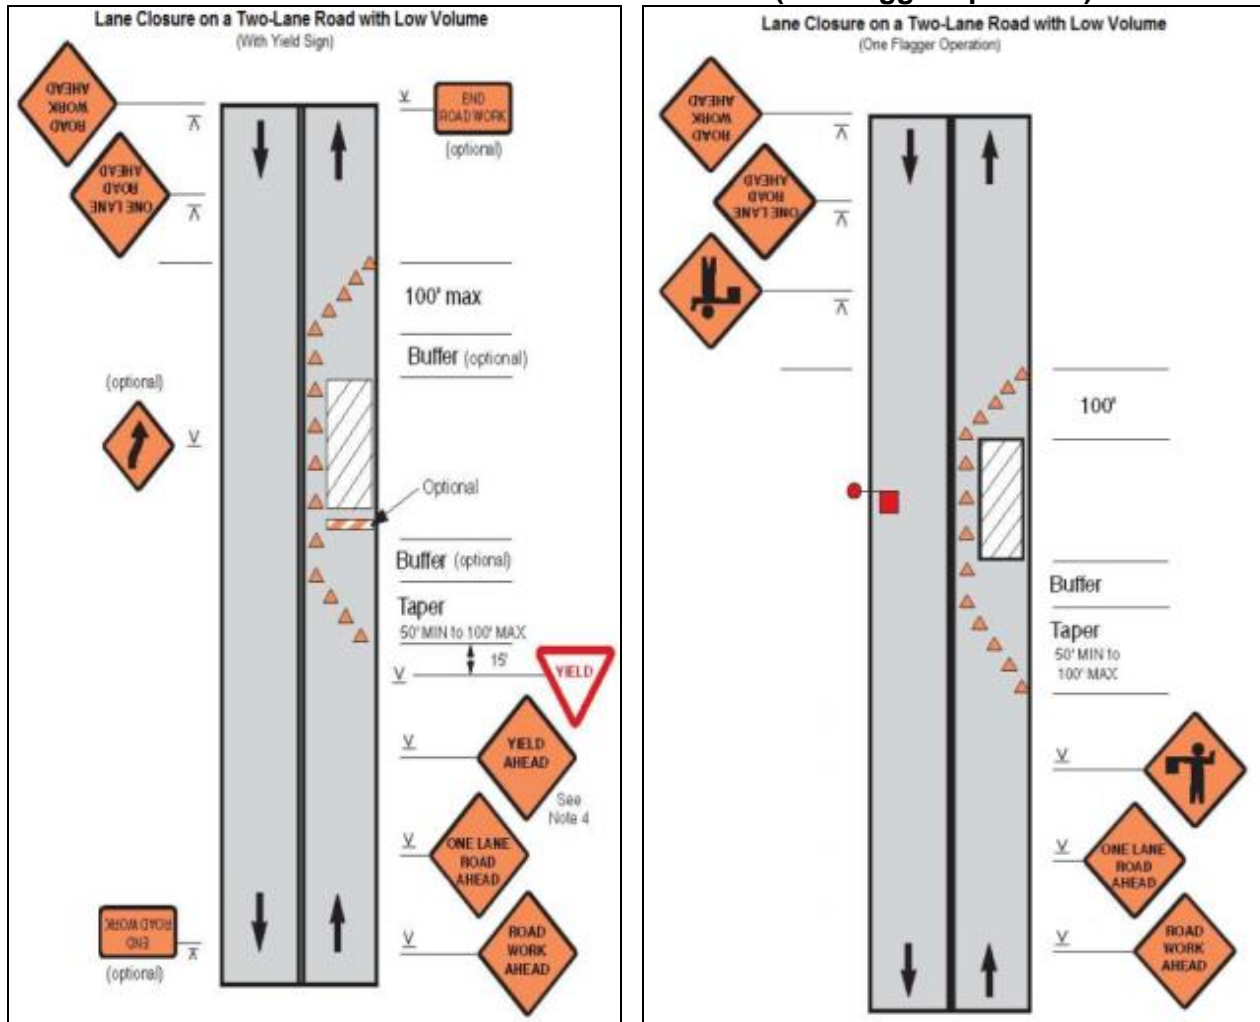 Lane Closure on a Two-Lane Road with Low Volume
(With Yield Sign)
ROAD
WORK
AHEAD
ONE LANE
ROAD
AHEAD
END
ROAD WORK
(optional)
100' max
Buffer (optional)
(optional)
Optional
Buffer (optional)
Taper
50' MIN to 100' MAX
15'
YIELD
YIELD
AHEAD
See
Note 4
ONE LANE
ROAD
AHEAD
ROAD
WORK
AHEAD
END
ROAD WORK
(optional)
Lane Closure on a Two-Lane Road with Low Volume
(One Flagger Operation)
ROAD
WORK
AHEAD
ONE LANE
ROAD
AHEAD
100'
Buffer
Taper
50' MIN to
100' MAX
ONE LANE
ROAD
AHEAD
ROAD
WORK
AHEAD